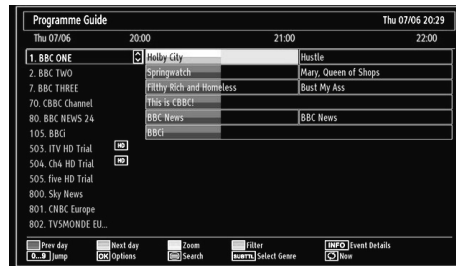 Programme Guide Thu 07/06 20:29
Thu 07/06 20:00 21:00 22:00
1. BBC ONE Holby City Hustle
2. BBC TWO Springwatch Mary, Queen of Shops
7. BBC THREE Filthy Rich and Homeless Bust My Ass
70. CBBC Channel This is CBBC!
80. BBC NEWS 24 BBC News BBC News
105. BBCi BBCi
503. ITV HD Trial HD
504. Ch4 HD Trial HD
505. five HD Trial
800. Sky News
801. CNBC Europe
802. TV5MONDE EU...
Prev day Next day Zoom Filter INFO Event Details
0...9 Jump OK Options Search SUBTTL Select Genre Now